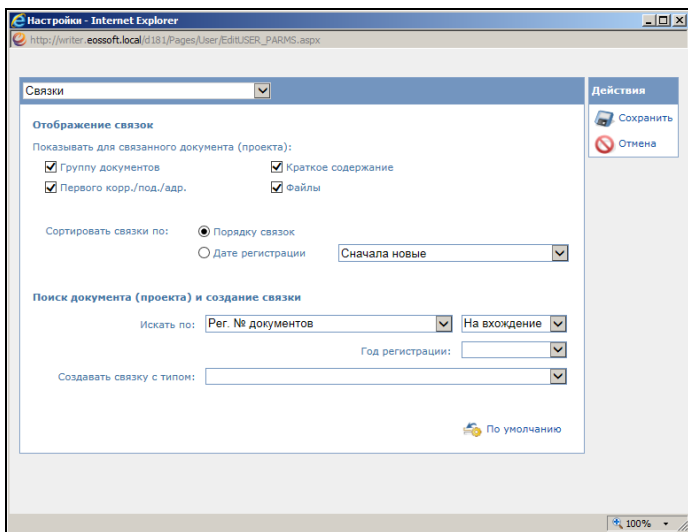 Настройки - Internet Explorer
http://writer.eossoft.local/d181/Pages/User/EditUSER_PARMS.aspx
Связки
Действия
Сохранить
Отмена
Отображение связок
Показывать для связанного документа (проекта):
Группу документов
Краткое содержание
Первого корр./под./адр.
Файлы
Сортировать связки по:
Порядку связок
Дате регистрации
Сначала новые
Поиск документа (проекта) и создание связки
Искать по:
Рег. № документов
На вхождение
Год регистрации:
Создавать связку с типом:
По умолчанию
100%